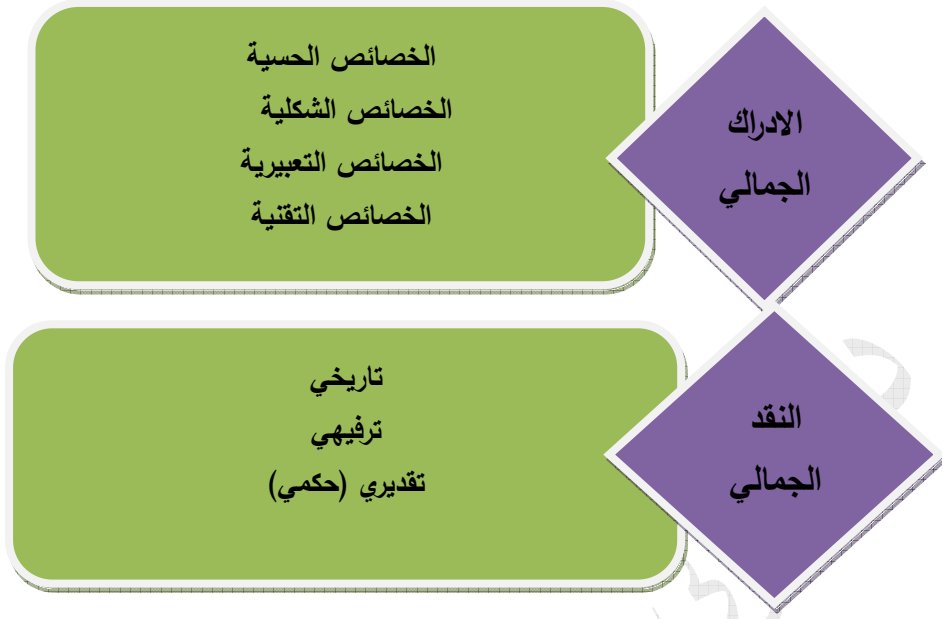 الادراك
الجمالي
الخصائص الحسية
الخصائص الشكلية
الخصائص التعبيرية
الخصائص التقنية
النقد
الجمالي
تاريخي
ترفيهي
تقديري (حكمي)